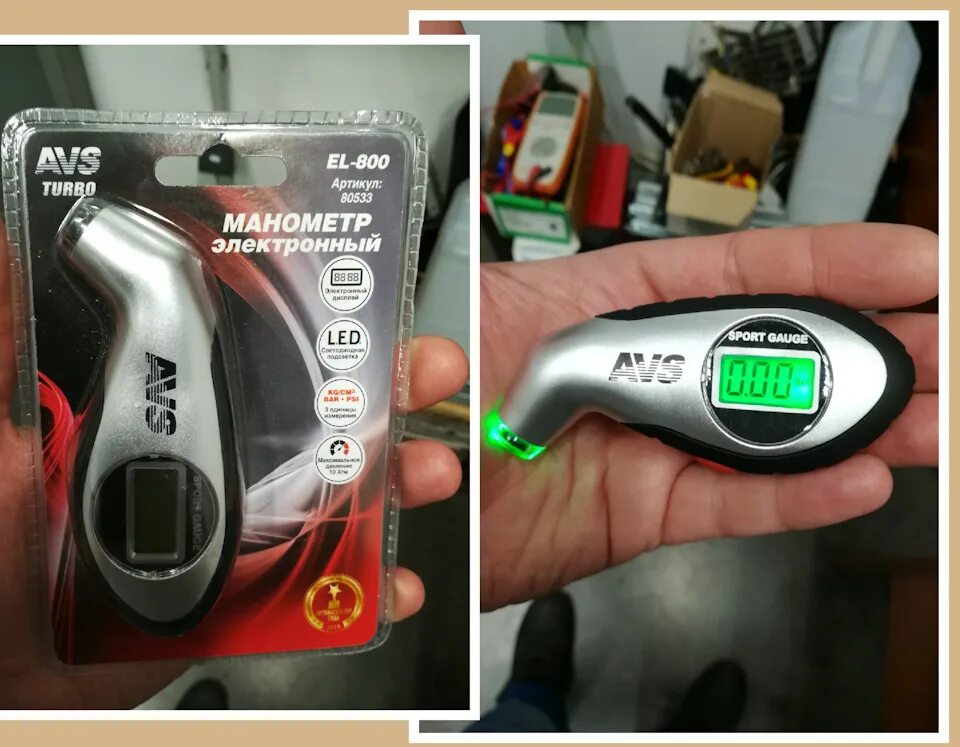 AVS
TURBO
EL-800
Артикул:
80533
МАНОМЕТР
электронный
88 88
Электронный
дисплей
L.E.D.
Светодиодная
подсветка
KG/CM²
BAR • PSI
3 единицы
измерения
Максимальное
давление
10 Атм
AVS
SPORT GAUGE
SPORT GAUGE
AVS
0.00